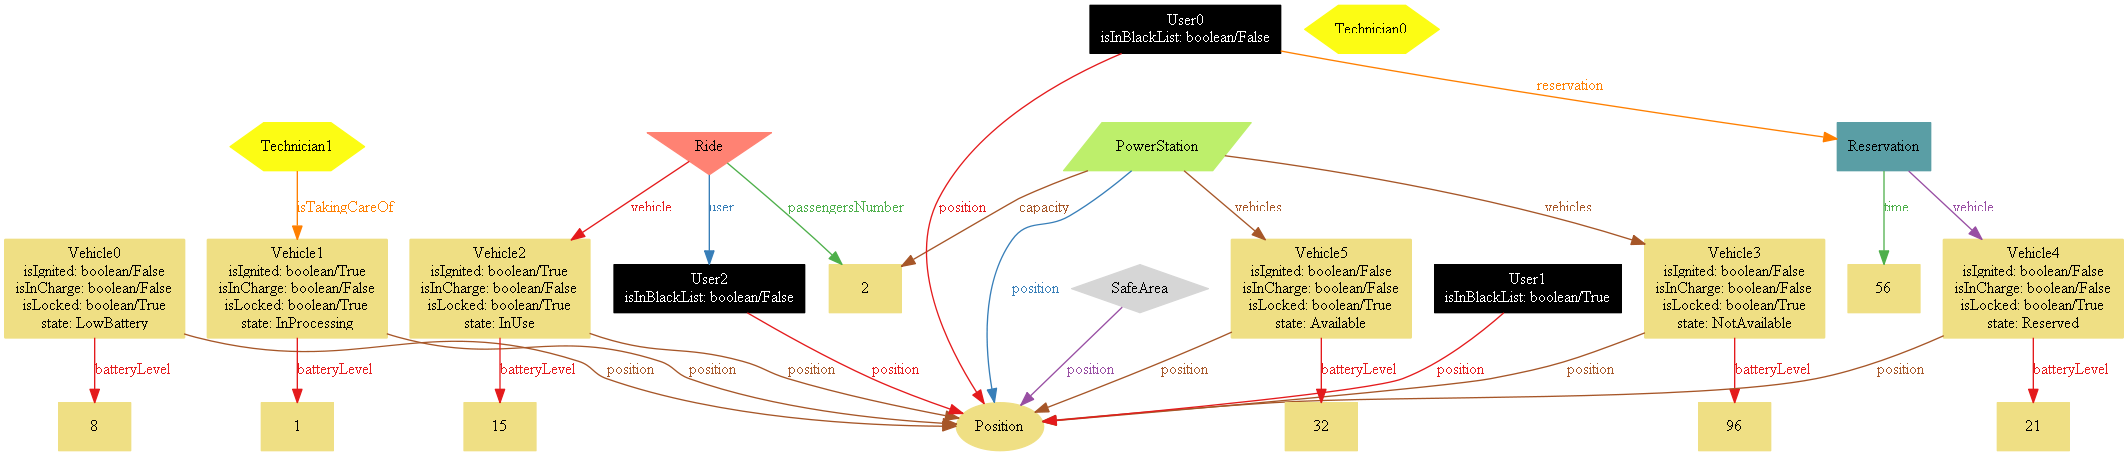 User0
isInBlackList: boolean/False
Technician0
reservation
Technician1
Ride
PowerStation
Reservation
isTakingCareOf
vehicle
user
passengersNumber
position
capacity
vehicles
vehicles
time
vehicle
Vehicle0
isIgnited: boolean/False
isInCharge: boolean/False
isLocked: boolean/True
state: LowBattery
Vehicle1
isIgnited: boolean/True
isInCharge: boolean/False
isLocked: boolean/True
state: InProcessing
Vehicle2
isIgnited: boolean/True
isInCharge: boolean/False
isLocked: boolean/True
state: InUse
User2
isInBlackList: boolean/False
2
position
SafeArea
Vehicle5
isIgnited: boolean/False
isInCharge: boolean/False
isLocked: boolean/True
state: Available
User1
isInBlackList: boolean/True
Vehicle3
isIgnited: boolean/False
isInCharge: boolean/False
isLocked: boolean/True
state: NotAvailable
56
Vehicle4
isIgnited: boolean/False
isInCharge: boolean/False
isLocked: boolean/True
state: Reserved
batteryLevel
batteryLevel
batteryLevel
position
position
position
position
position
position
batteryLevel
position
position
batteryLevel
position
batteryLevel
8
1
15
Position
32
96
21